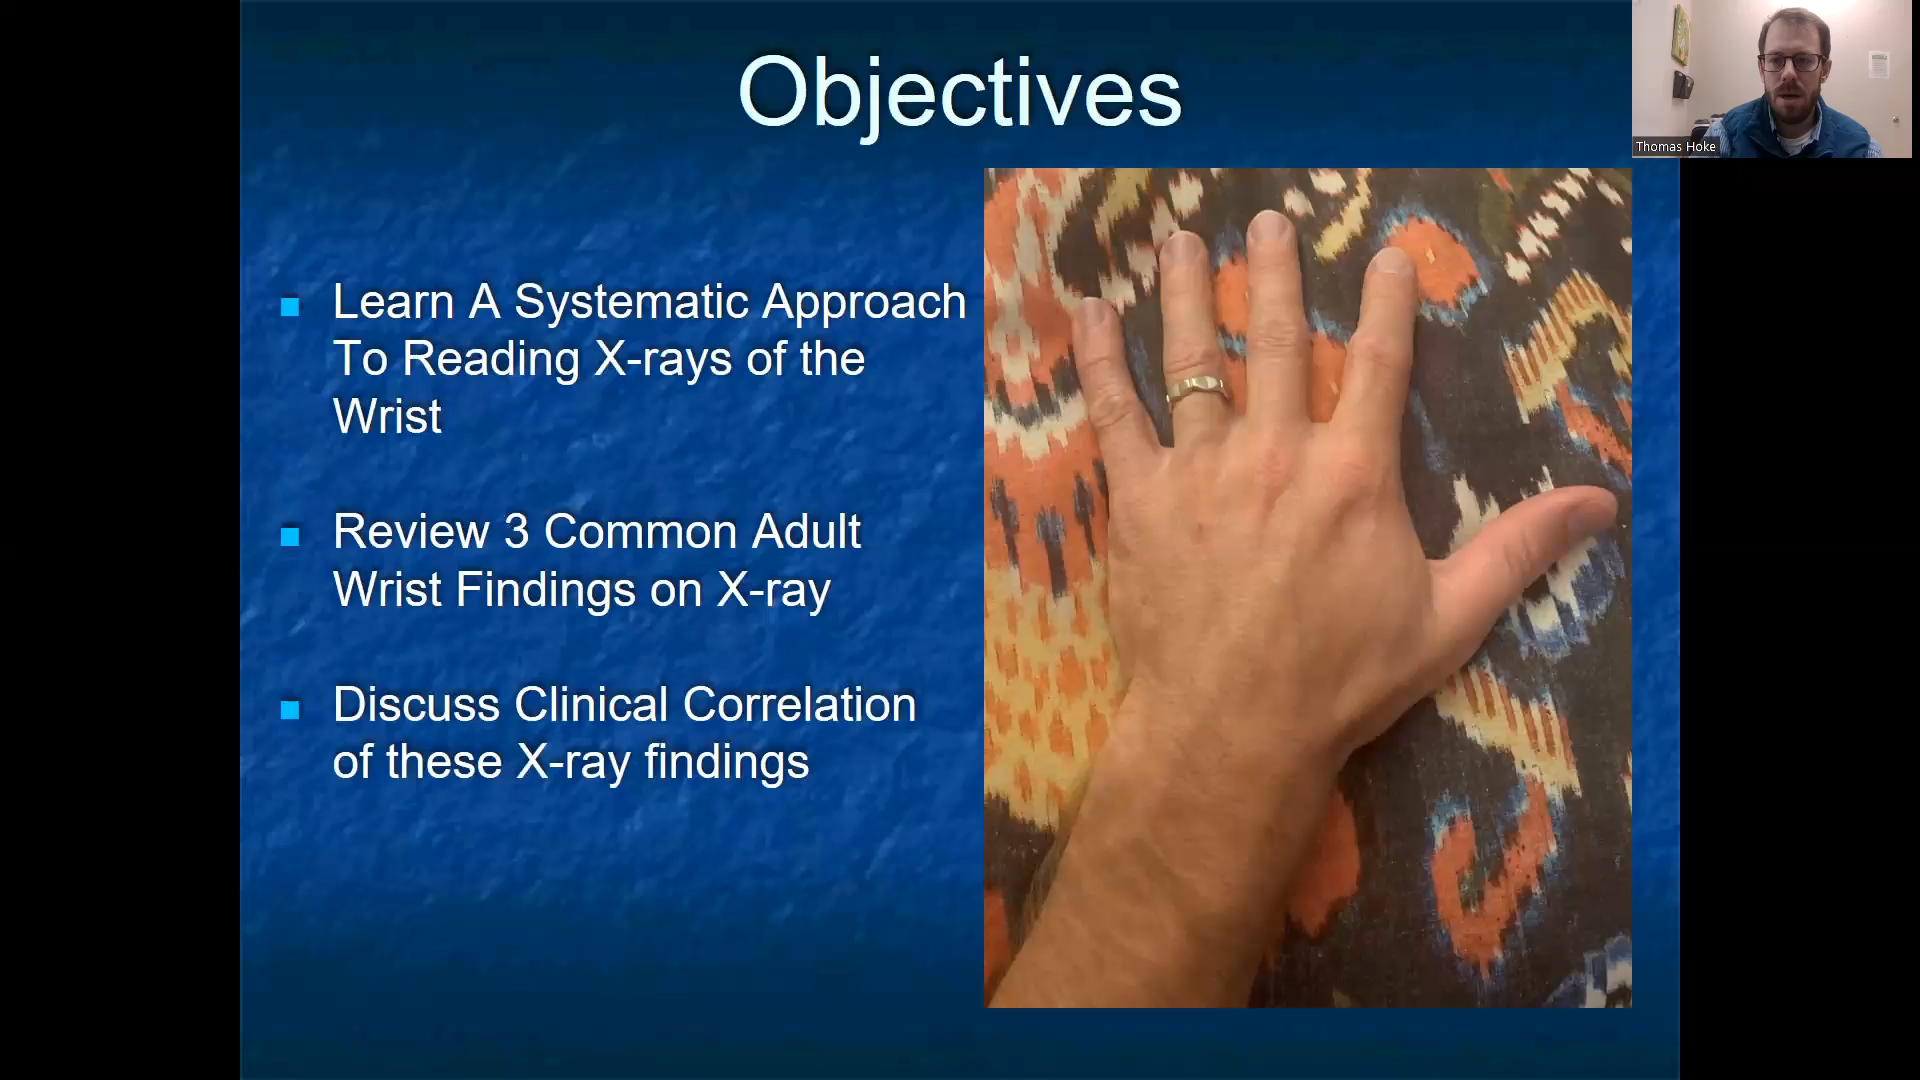 Objectives
Learn A Systematic Approach
To Reading X-rays of the
Wrist
Review 3 Common Adult
Wrist Findings on X-ray
Discuss Clinical Correlation
of these X-ray findings
Thomas Hoke